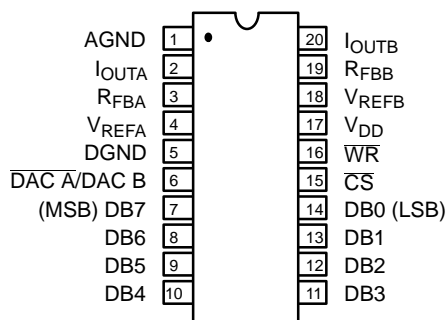 AGND 1 20 IOUTB
IOUTA 2 19 RFBB
RFBA 3 18 VREFB
VREFA 4 17 VDD
DGND 5 16 WR
DAC A/DAC B 6 15 CS
(MSB) DB7 7 14 DB0 (LSB)
DB6 8 13 DB1
DB5 9 12 DB2
DB4 10 11 DB3